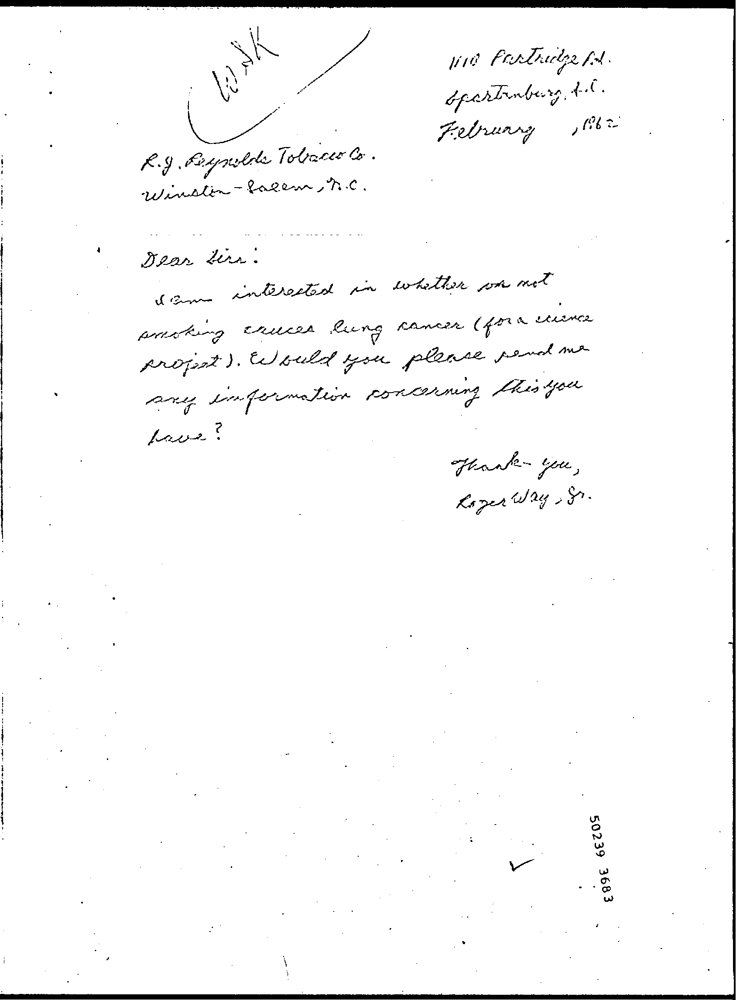 WSK
1110 Partridge Rd.
Spartanburg, S.C.
February , 1962
R.J. Reynolds Tobacco Co.
Winston-Salem, N.C.
Dear Sirs:
I am interested in whether or not
smoking causes lung cancer (for a science
project). Would you please send me
any information concerning this you
have?
Thank-you,
Roger Way, Jr.
50239 3683